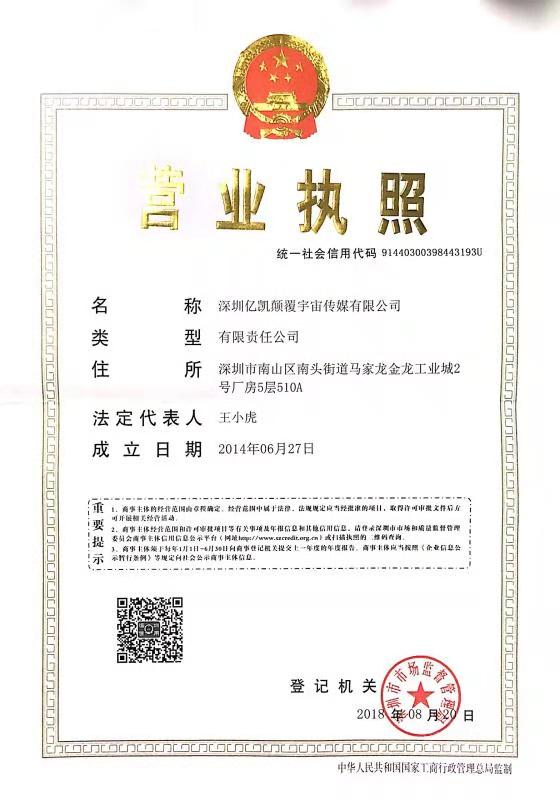 营业执照
统一社会信用代码 91440300398443193U
名称 深圳亿凯颠覆宇宙传媒有限公司
类型 有限责任公司
住所 深圳市南山区南头街道马家龙金龙工业城2
号厂房5层510A
法定代表人 王小虎
成立日期 2014年06月27日
重要提示
1、商事主体的经营范围由章程确定。经营范围中属于法律、法规规定应当经批准的项目，取得许可审批文件后方
可开展相关经营活动。
2、商事主体经营范围和许可审批项目等有关事项及年报信息和其他信用信息，请登录深圳市市场和质量监督管理
委员会商事主体信用信息公示平台（网址http://www.szcredit.org.cn）或扫描执照的二维码查询。
3、商事主体须于每年1月1日-6月30日向商事登记机关提交上一年度的年度报告。商事主体应当按照《企业信息公
示暂行条例》等规定向社会公示商事主体信息。
登记机关
深圳市市场监督管理局
2018年08月20日
中华人民共和国国家工商行政管理总局监制